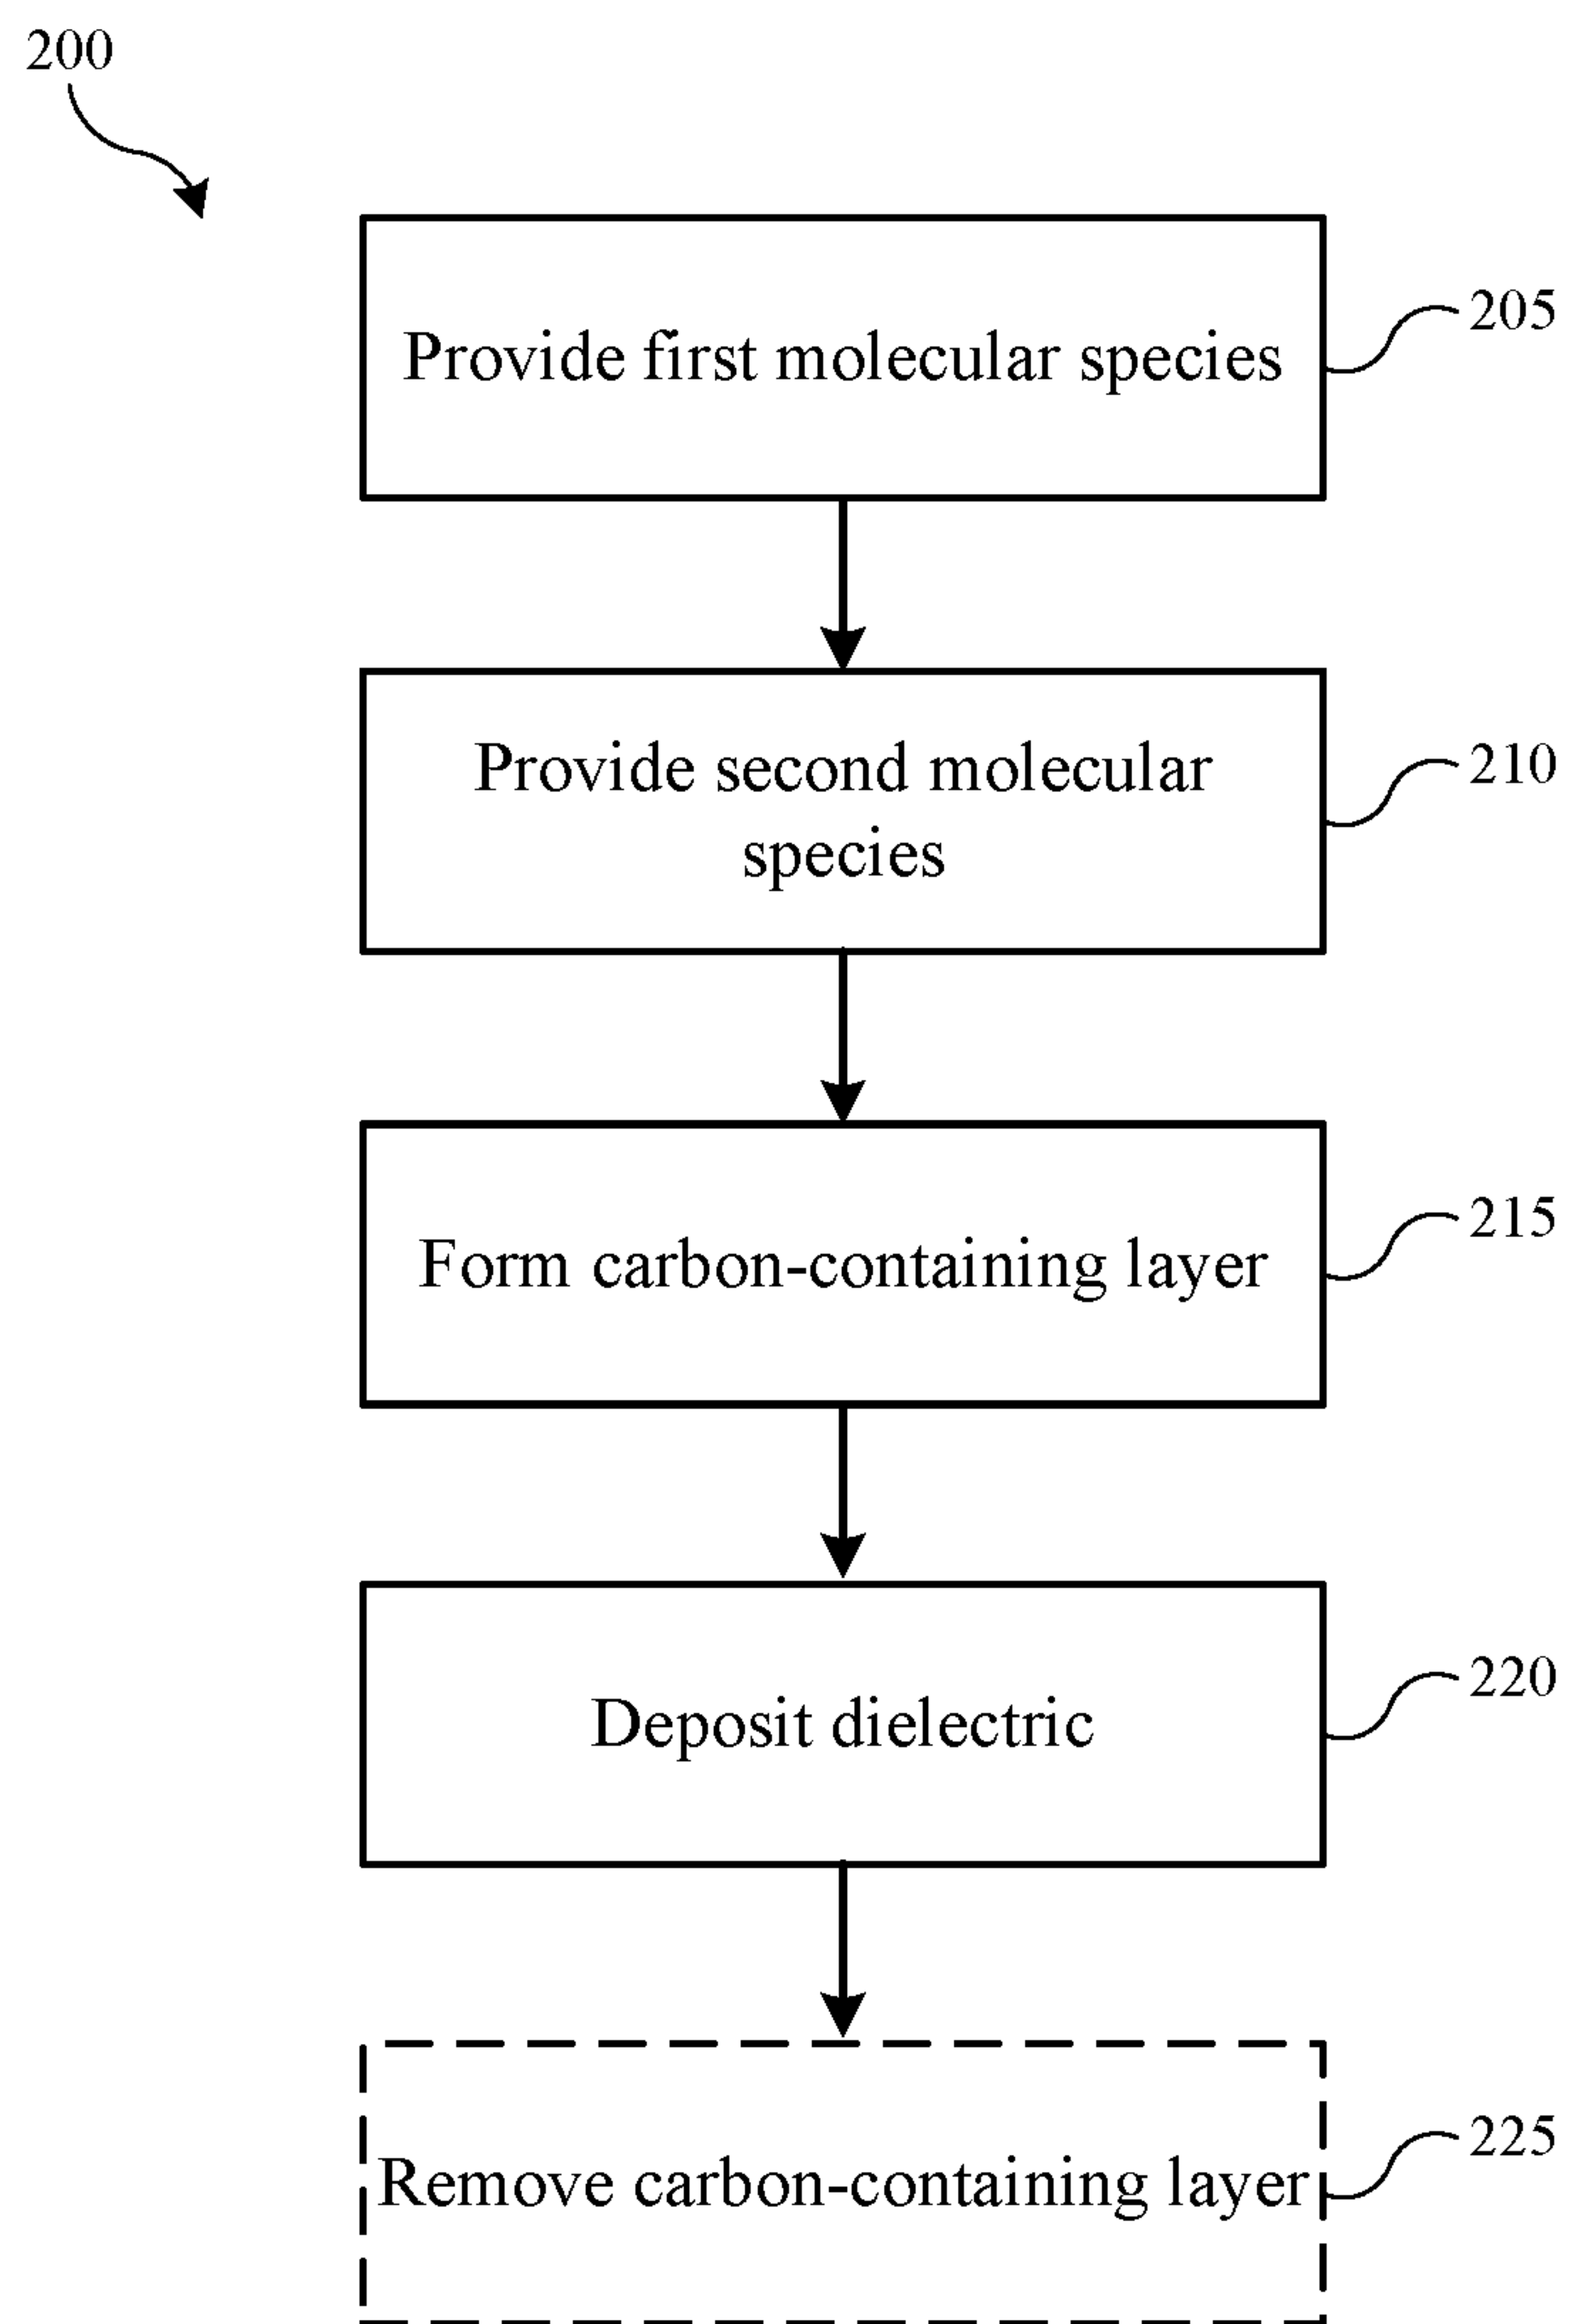 200
Provide first molecular species
205
Provide second molecular
species
210
Form carbon-containing layer
215
Deposit dielectric
220
Remove carbon-containing layer
225